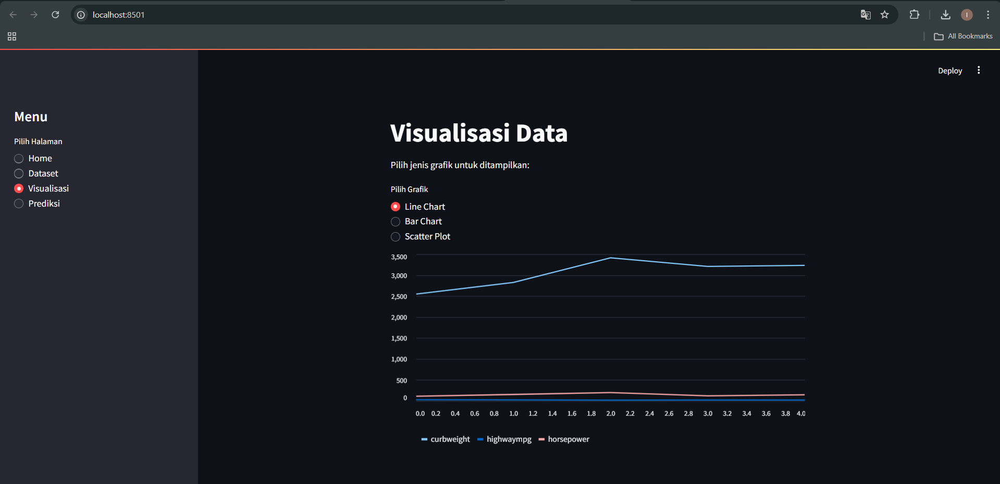 localhost:8501
All Bookmarks
Deploy
Menu
Pilih Halaman
Home
Dataset
Visualisasi
Prediksi
Visualisasi Data
Pilih jenis grafik untuk ditampilkan:
Pilih Grafik
Line Chart
Bar Chart
Scatter Plot
3,500
3,000
2,500
2,000
1,500
1,000
500
0
0.0 0.2 0.4 0.6 0.8 1.0 1.2 1.4 1.6 1.8 2.0 2.2 2.4 2.6 2.8 3.0 3.2 3.4 3.6 3.8 4.0
curbweight highwaympg horsepower